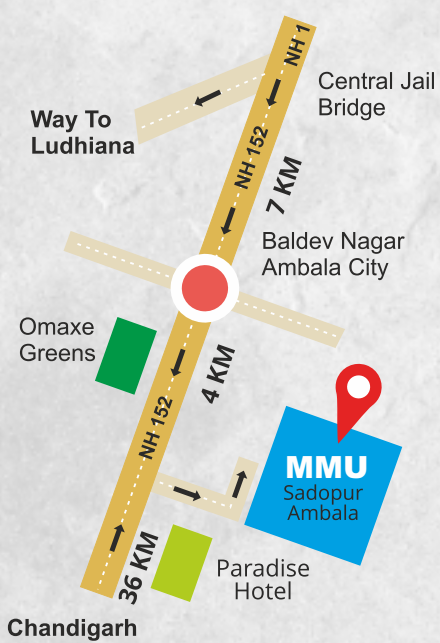 NH 1
Central Jail
Bridge
Way To
Ludhiana
NH 152
7 KM
Baldev Nagar
Ambala City
Omaxe
Greens
4 KM
NH 152
MMU
Sadopur
Ambala
36 KM
Paradise
Hotel
Chandigarh